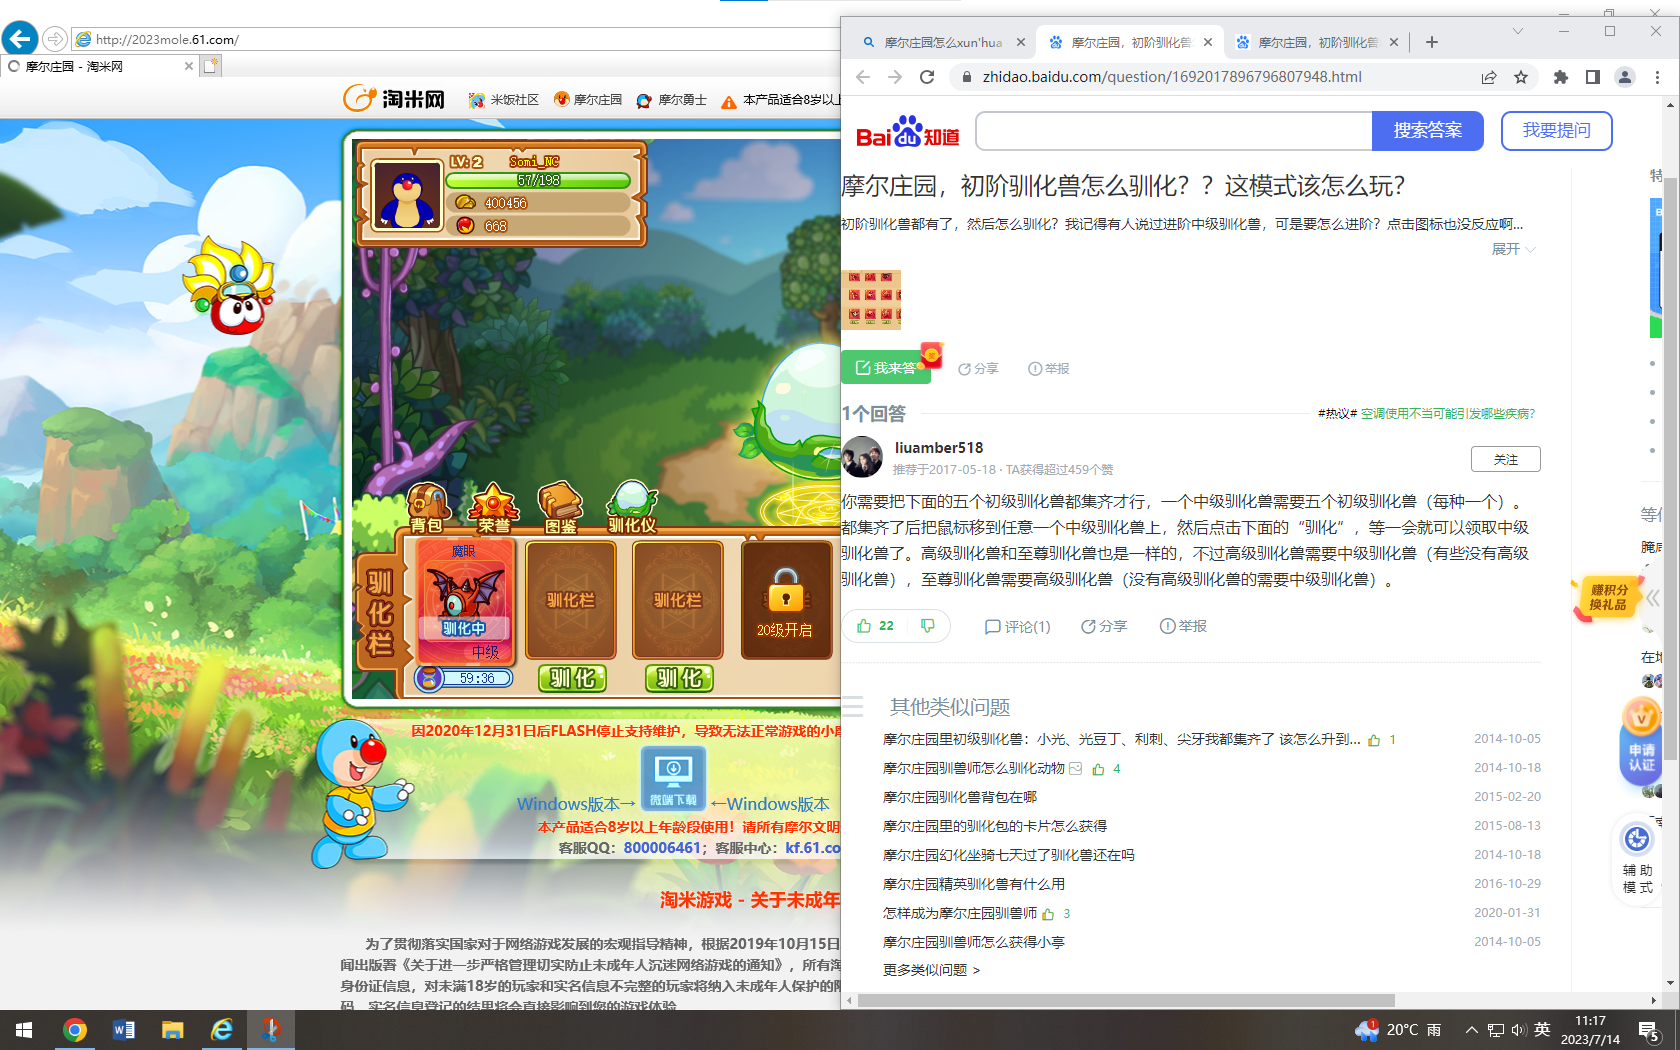 http://2023mole.61.com/
摩尔庄园 - 淘米网
淘米网
米饭社区
摩尔庄园
摩尔勇士
本产品适合8岁以上
LV: 2
Somi_NC
57/198
400456
668
背包
荣誉
图鉴
驯化仪
驯化栏
魔眼
驯化中
中级
59:36
驯化栏
驯化
驯化栏
驯化
20级开启
因2020年12月31日后FLASH停止支持维护，导致无法正常游戏的小
Windows版本→
微端下载
←Windows版本
本产品适合8岁以上年龄段使用！请所有摩尔文明
客服QQ：800006461；客服中心：kf.61.co
淘米游戏 - 关于未成年
为了贯彻落实国家对于网络游戏发展的宏观指导精神，根据2019年10月15日
闻出版署《关于进一步严格管理切实防止未成年人沉迷网络游戏的通知》，所有淘
身份证信息，对未满18岁的玩家和实名信息不完整的玩家将纳入未成年人保护的防
码，实名信息登记的结果将会直接影响到您的游戏体验
摩尔庄园怎么xun'hua
摩尔庄园，初阶驯化兽
摩尔庄园，初阶驯化兽
zhidao.baidu.com/question/1692017896796807948.html
Bai du 知道
搜索答案
我要提问
摩尔庄园，初阶驯化兽怎么驯化？？这模式该怎么玩？
初阶驯化兽都有了，然后怎么驯化？我记得有人说过进阶中级驯化兽，可是要怎么进阶？点击图标也没反应啊...
展开
我来答
分享
举报
1个回答
#热议# 空调使用不当可能引发哪些疾病？
liuamber518
推荐于2017-05-18 · TA获得超过459个赞
关注
你需要把下面的五个初级驯化兽都集齐才行，一个中级驯化兽需要五个初级驯化兽（每种一个）。
都集齐了后把鼠标移到任意一个中级驯化兽上，然后点击下面的“驯化”，等一会就可以领取中级
驯化兽了。高级驯化兽和至尊驯化兽也是一样的，不过高级驯化兽需要中级驯化兽（有些没有高级
驯化兽），至尊驯化兽需要高级驯化兽（没有高级驯化兽的需要中级驯化兽）。
22
评论(1)
分享
举报
其他类似问题
摩尔庄园里初级驯化兽：小光、光豆丁、利刺、尖牙我都集齐了 该怎么升到... 1 2014-10-05
摩尔庄园驯兽师怎么驯化动物 4 2014-10-18
摩尔庄园驯化兽背包在哪 2015-02-20
摩尔庄园里的驯化包的卡片怎么获得 2015-08-13
摩尔庄园幻化坐骑七天过了驯化兽还在吗 2014-10-18
摩尔庄园精英驯化兽有什么用 2016-10-29
怎样成为摩尔庄园驯兽师 3 2020-01-31
摩尔庄园驯兽师怎么获得小亭 2014-10-05
更多类似问题 >
特
等
在
赚积分
换礼品
申请
认证
辅助
模式
1
20°C 雨
英
11:17
2023/7/14
5